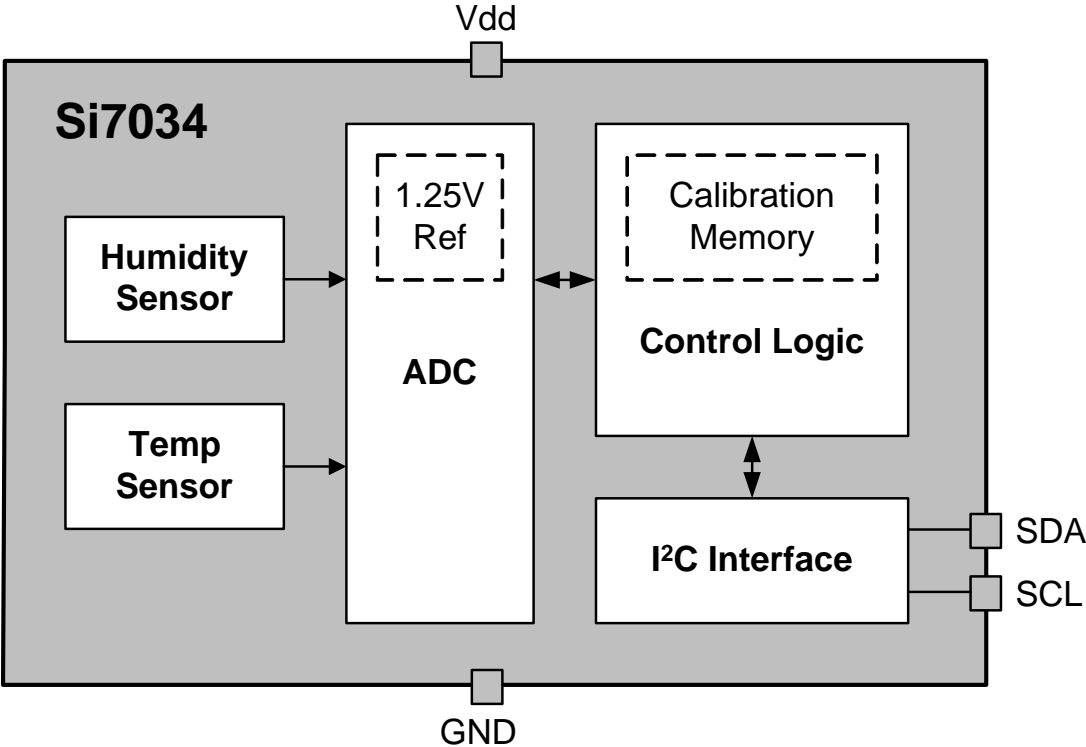 Vdd
Si7034
1.25V
Ref
ADC
Calibration
Memory
Control Logic
Humidity
Sensor
Temp
Sensor
I²C Interface
SDA
SCL
GND